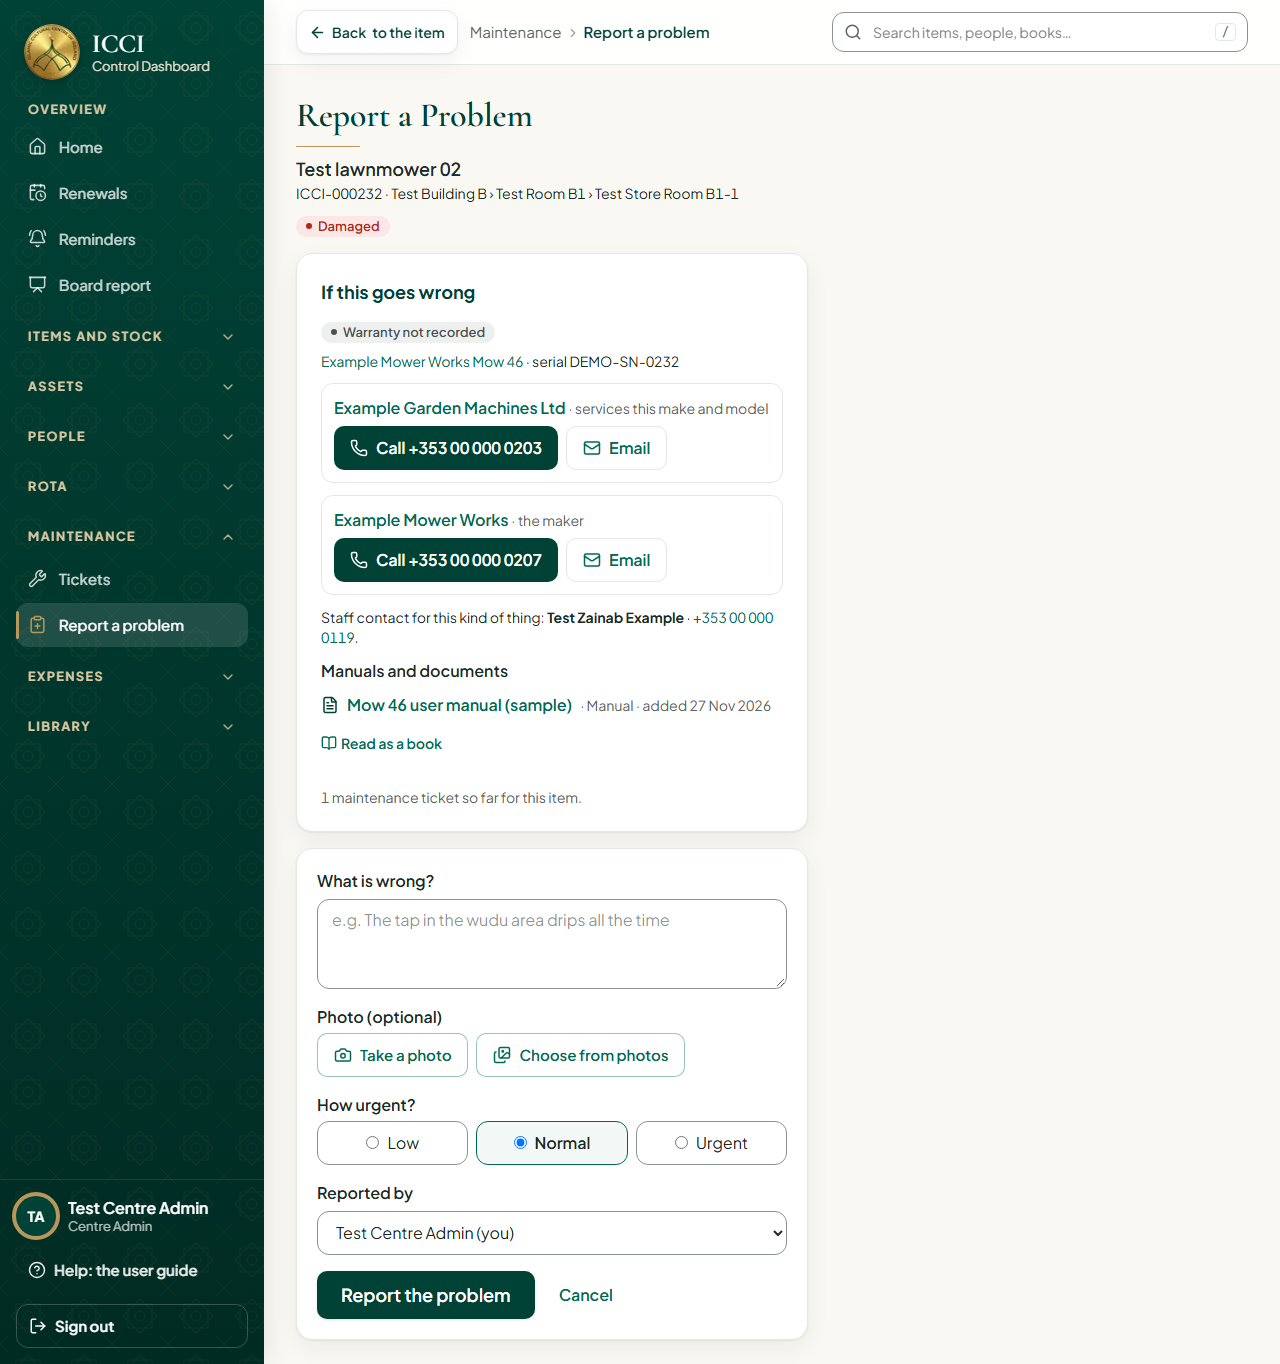 ICCI
Control Dashboard
OVERVIEW
Home
Renewals
Reminders
Board report
ITEMS AND STOCK
ASSETS
PEOPLE
ROTA
MAINTENANCE
Tickets
Report a problem
EXPENSES
LIBRARY
TA
Test Centre Admin
Centre Admin
Help: the user guide
Sign out
Back to the item
Maintenance › Report a problem
Search items, people, books...
/
Report a Problem
Test lawnmower 02
ICCI-000232 · Test Building B › Test Room B1 › Test Store Room B1-1
Damaged
If this goes wrong
Warranty not recorded
Example Mower Works Mow 46 · serial DEMO-SN-0232
Example Garden Machines Ltd · services this make and model
Call +353 00 000 0203
Email
Example Mower Works · the maker
Call +353 00 000 0207
Email
Staff contact for this kind of thing: Test Zainab Example · +353 00 000
0119.
Manuals and documents
Mow 46 user manual (sample) · Manual · added 27 Nov 2026
Read as a book
1 maintenance ticket so far for this item.
What is wrong?
e.g. The tap in the wudu area drips all the time
Photo (optional)
Take a photo
Choose from photos
How urgent?
Low
Normal
Urgent
Reported by
Test Centre Admin (you)
Report the problem
Cancel